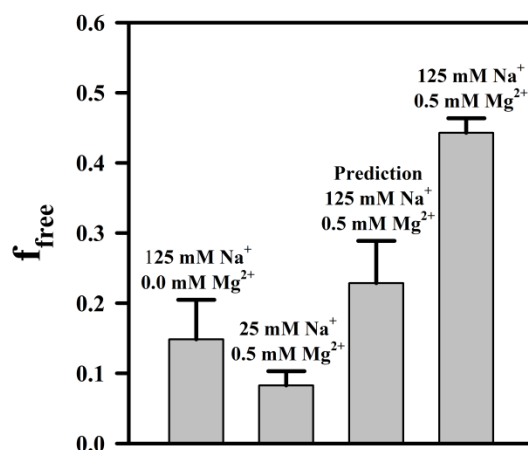 0.6
0.5
0.4
0.3
0.2
0.1
0.0
f_free
125 mM Na⁺
0.0 mM Mg²⁺
25 mM Na⁺
0.5 mM Mg²⁺
Prediction
125 mM Na⁺
0.5 mM Mg²⁺
125 mM Na⁺
0.5 mM Mg²⁺